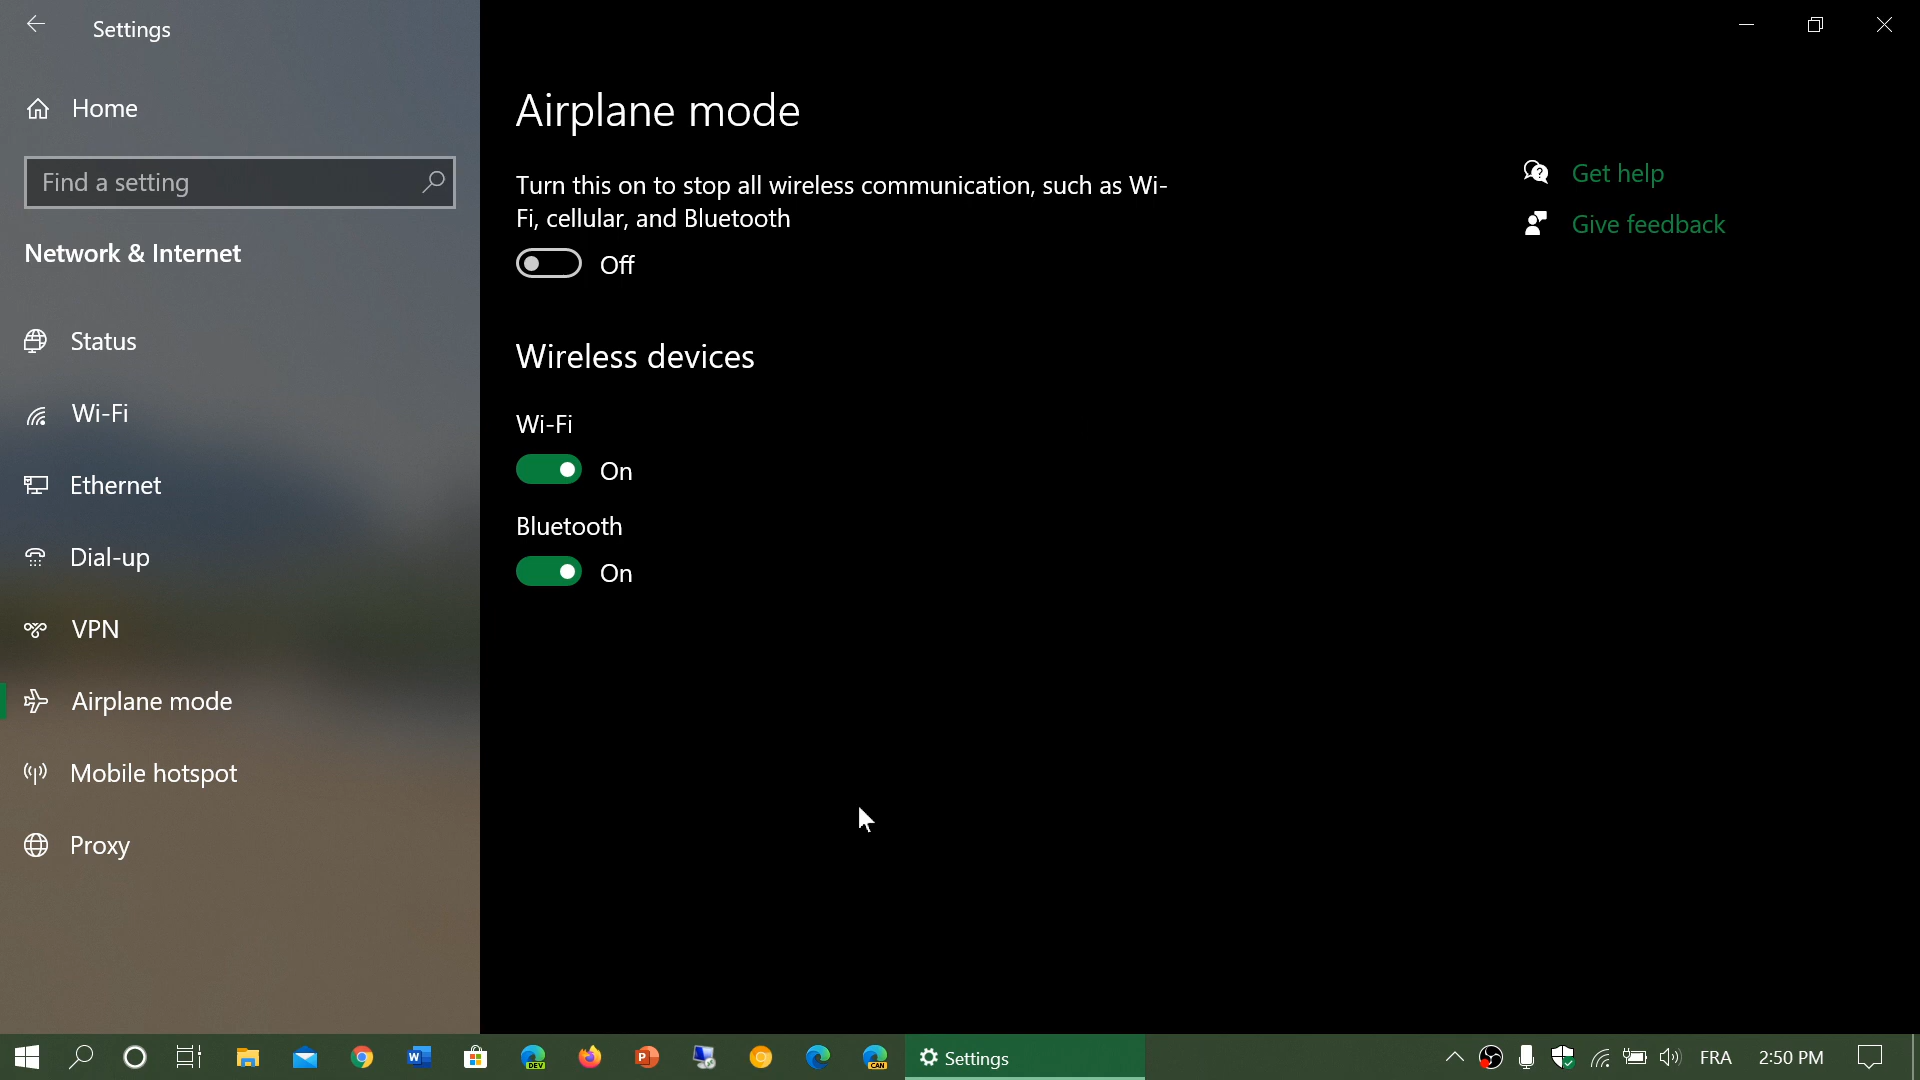 Settings
Home
Find a setting
Network & Internet
Status
Wi-Fi
Ethernet
Dial-up
VPN
Airplane mode
Mobile hotspot
Proxy
Airplane mode
Turn this on to stop all wireless communication, such as Wi-
Fi, cellular, and Bluetooth
Off
Wireless devices
Wi-Fi
On
Bluetooth
On
Get help
Give feedback
W
DEV
P
CAN
Settings
FRA
2:50 PM